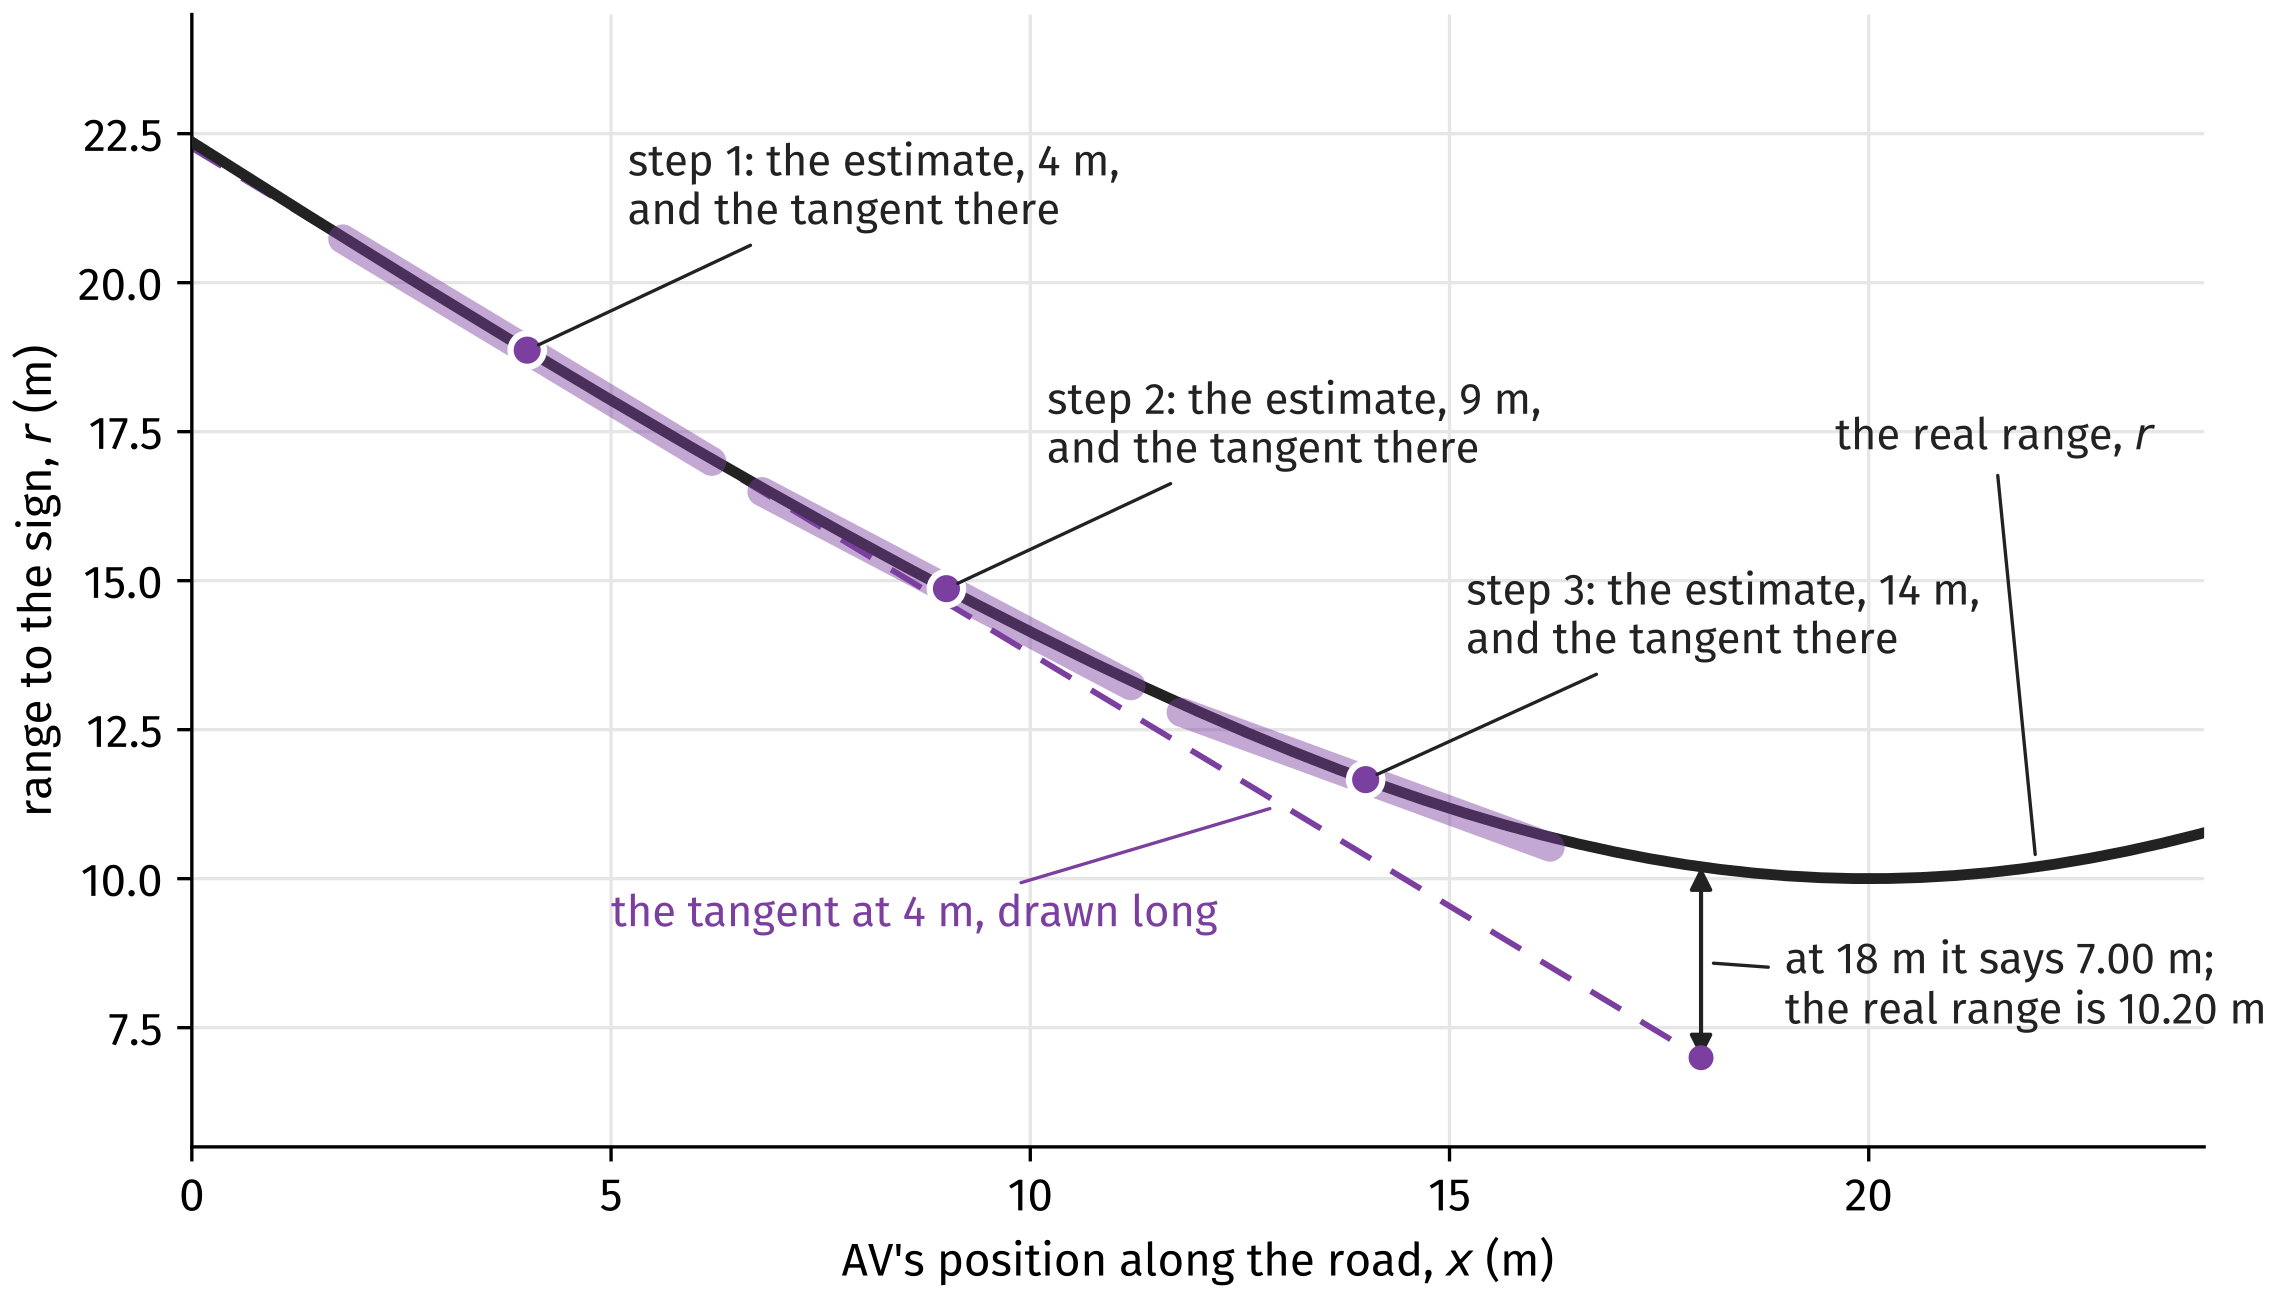 22.5
20.0
17.5
15.0
12.5
10.0
7.5
range to the sign, r (m)
step 1: the estimate, 4 m,
and the tangent there
step 2: the estimate, 9 m,
and the tangent there
the real range, r
step 3: the estimate, 14 m,
and the tangent there
the tangent at 4 m, drawn long
at 18 m it says 7.00 m;
the real range is 10.20 m
0
5
10
15
20
AV's position along the road, x (m)